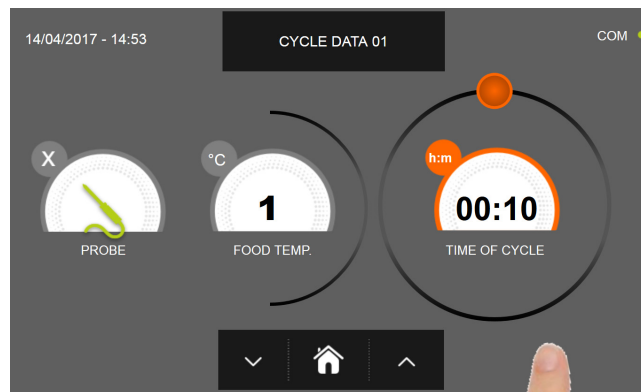 14/04/2017 - 14:53
CYCLE DATA 01
COM
X
°C
h:m
1
00:10
PROBE
FOOD TEMP.
TIME OF CYCLE